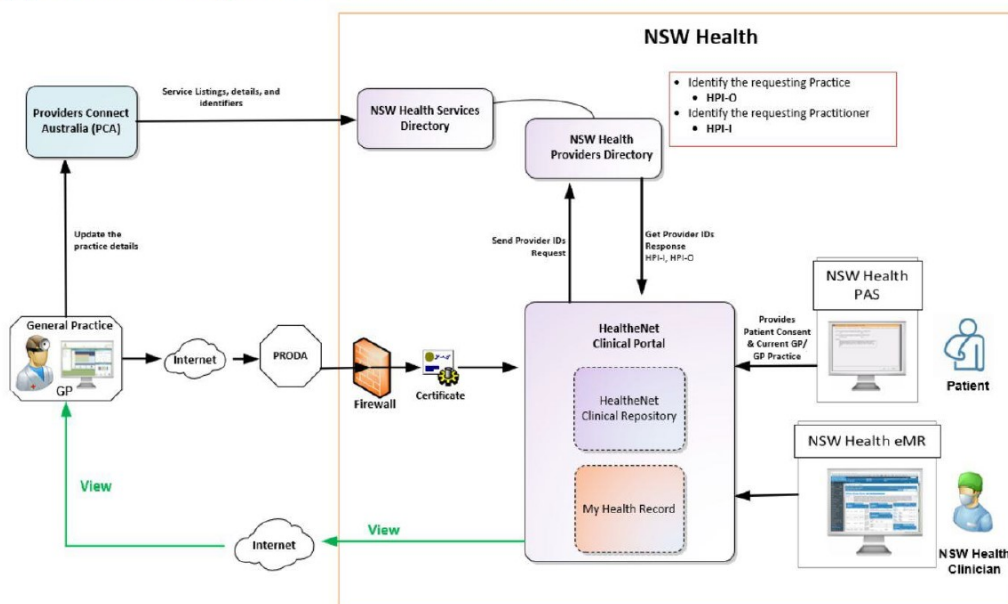 NSW Health
Service Listings, details, and
identifiers
Providers Connect
Australia (PCA)
NSW Health Services
Directory
• Identify the requesting Practice
• HPI-O
• Identify the requesting Practitioner
• HPI-I
NSW Health
Providers Directory
Update the
practice details
Send Provider IDs
Request
Get Provider IDs
Response
HPI-I, HPI-O
NSW Health
PAS
General Practice
GP
Internet
PRODA
Firewall
Certificate
HealtheNet
Clinical Portal
Provides
Patient Consent
& Current GP/
GP Practice
Patient
HealtheNet
Clinical Repository
NSW Health eMR
My Health Record
View
Internet
View
NSW Health
Clinician